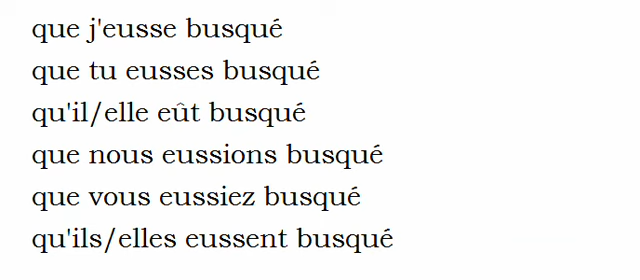 que j'eusse busqué
que tu eusses busqué
qu'il/elle eût busqué
que nous eussions busqué
que vous eussiez busqué
qu'ils/elles eussent busqué